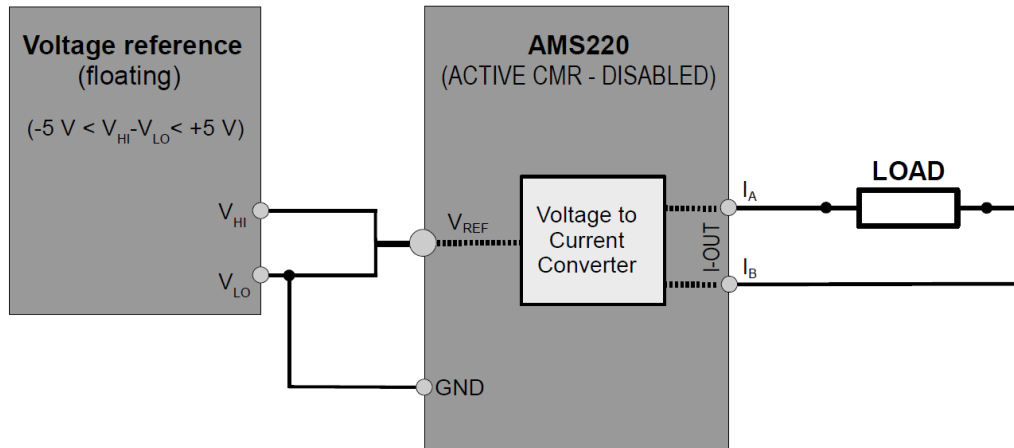 Voltage reference
(floating)
(-5 V < VHI-VLO< +5 V)
VHI
VLO
AMS220
(ACTIVE CMR - DISABLED)
VREF
Voltage to
Current
Converter
I-OUT
IA
IB
GND
LOAD